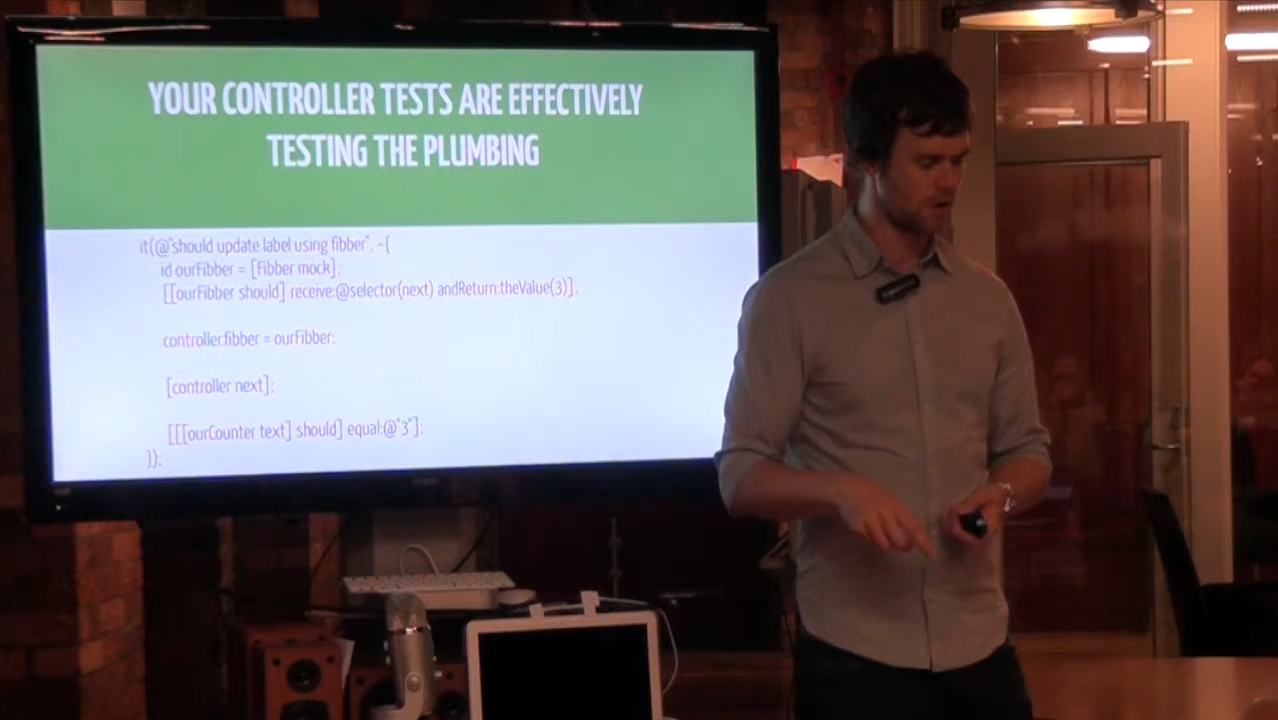 YOUR CONTROLLER TESTS ARE EFFECTIVELY
TESTING THE PLUMBING
it(@"should update label using fibber", ^{
id ourFibber = [Fibber mock];
[[ourFibber should] receive:@selector(next) andReturn:theValue(3)];
controller.fibber = ourFibber;
[controller next];
[[[ourCounter text] should] equal:@"3"];
});